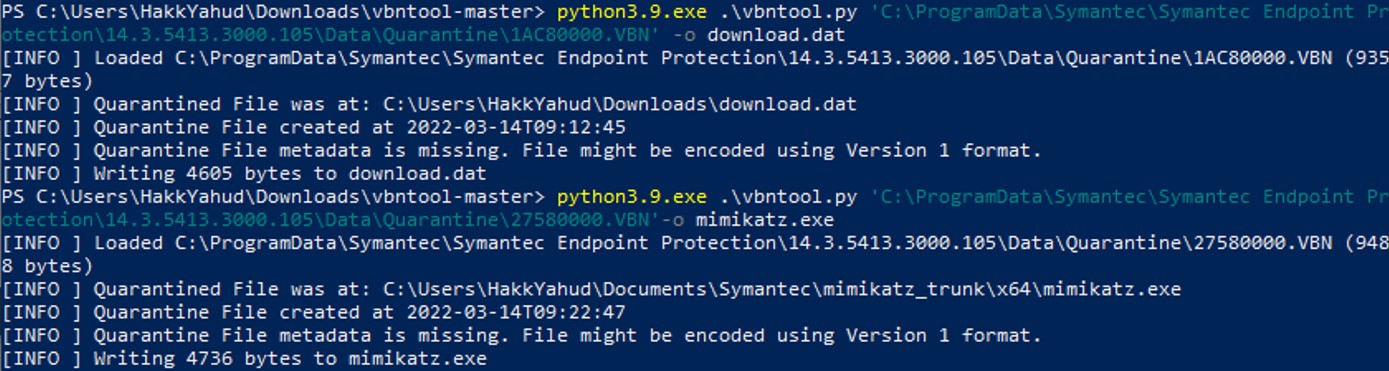 PS C:\Users\HakkYahud\Downloads\vbntool-master> python3.9.exe .\vbntool.py 'C:\ProgramData\Symantec\Symantec Endpoint Pr
otection\14.3.5413.3000.105\Data\Quarantine\1AC80000.VBN' -o download.dat
[INFO ] Loaded C:\ProgramData\Symantec\Symantec Endpoint Protection\14.3.5413.3000.105\Data\Quarantine\1AC80000.VBN (935
7 bytes)
[INFO ] Quarantined File was at: C:\Users\HakkYahud\Downloads\download.dat
[INFO ] Quarantine File created at 2022-03-14T09:12:45
[INFO ] Quarantine File metadata is missing. File might be encoded using Version 1 format.
[INFO ] Writing 4605 bytes to download.dat
PS C:\Users\HakkYahud\Downloads\vbntool-master> python3.9.exe .\vbntool.py 'C:\ProgramData\Symantec\Symantec Endpoint Pr
otection\14.3.5413.3000.105\Data\Quarantine\27580000.VBN'-o mimikatz.exe
[INFO ] Loaded C:\ProgramData\Symantec\Symantec Endpoint Protection\14.3.5413.3000.105\Data\Quarantine\27580000.VBN (948
8 bytes)
[INFO ] Quarantined File was at: C:\Users\HakkYahud\Documents\Symantec\mimikatz_trunk\x64\mimikatz.exe
[INFO ] Quarantine File created at 2022-03-14T09:22:47
[INFO ] Quarantine File metadata is missing. File might be encoded using Version 1 format.
[INFO ] Writing 4736 bytes to mimikatz.exe